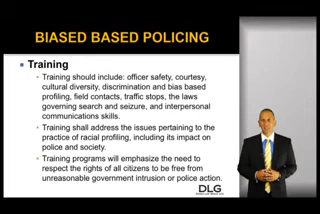 BIASED BASED POLICING
Training
Training should include: officer safety, courtesy,
cultural diversity, discrimination and bias based
profiling, field contacts, traffic stops, the laws
governing search and seizure, and interpersonal
communications skills.
Training shall address the issues pertaining to the
practice of racial profiling, including its impact on
police and society.
Training programs will emphasize the need to
respect the rights of all citizens to be free from
unreasonable government intrusion or police action.
DLG